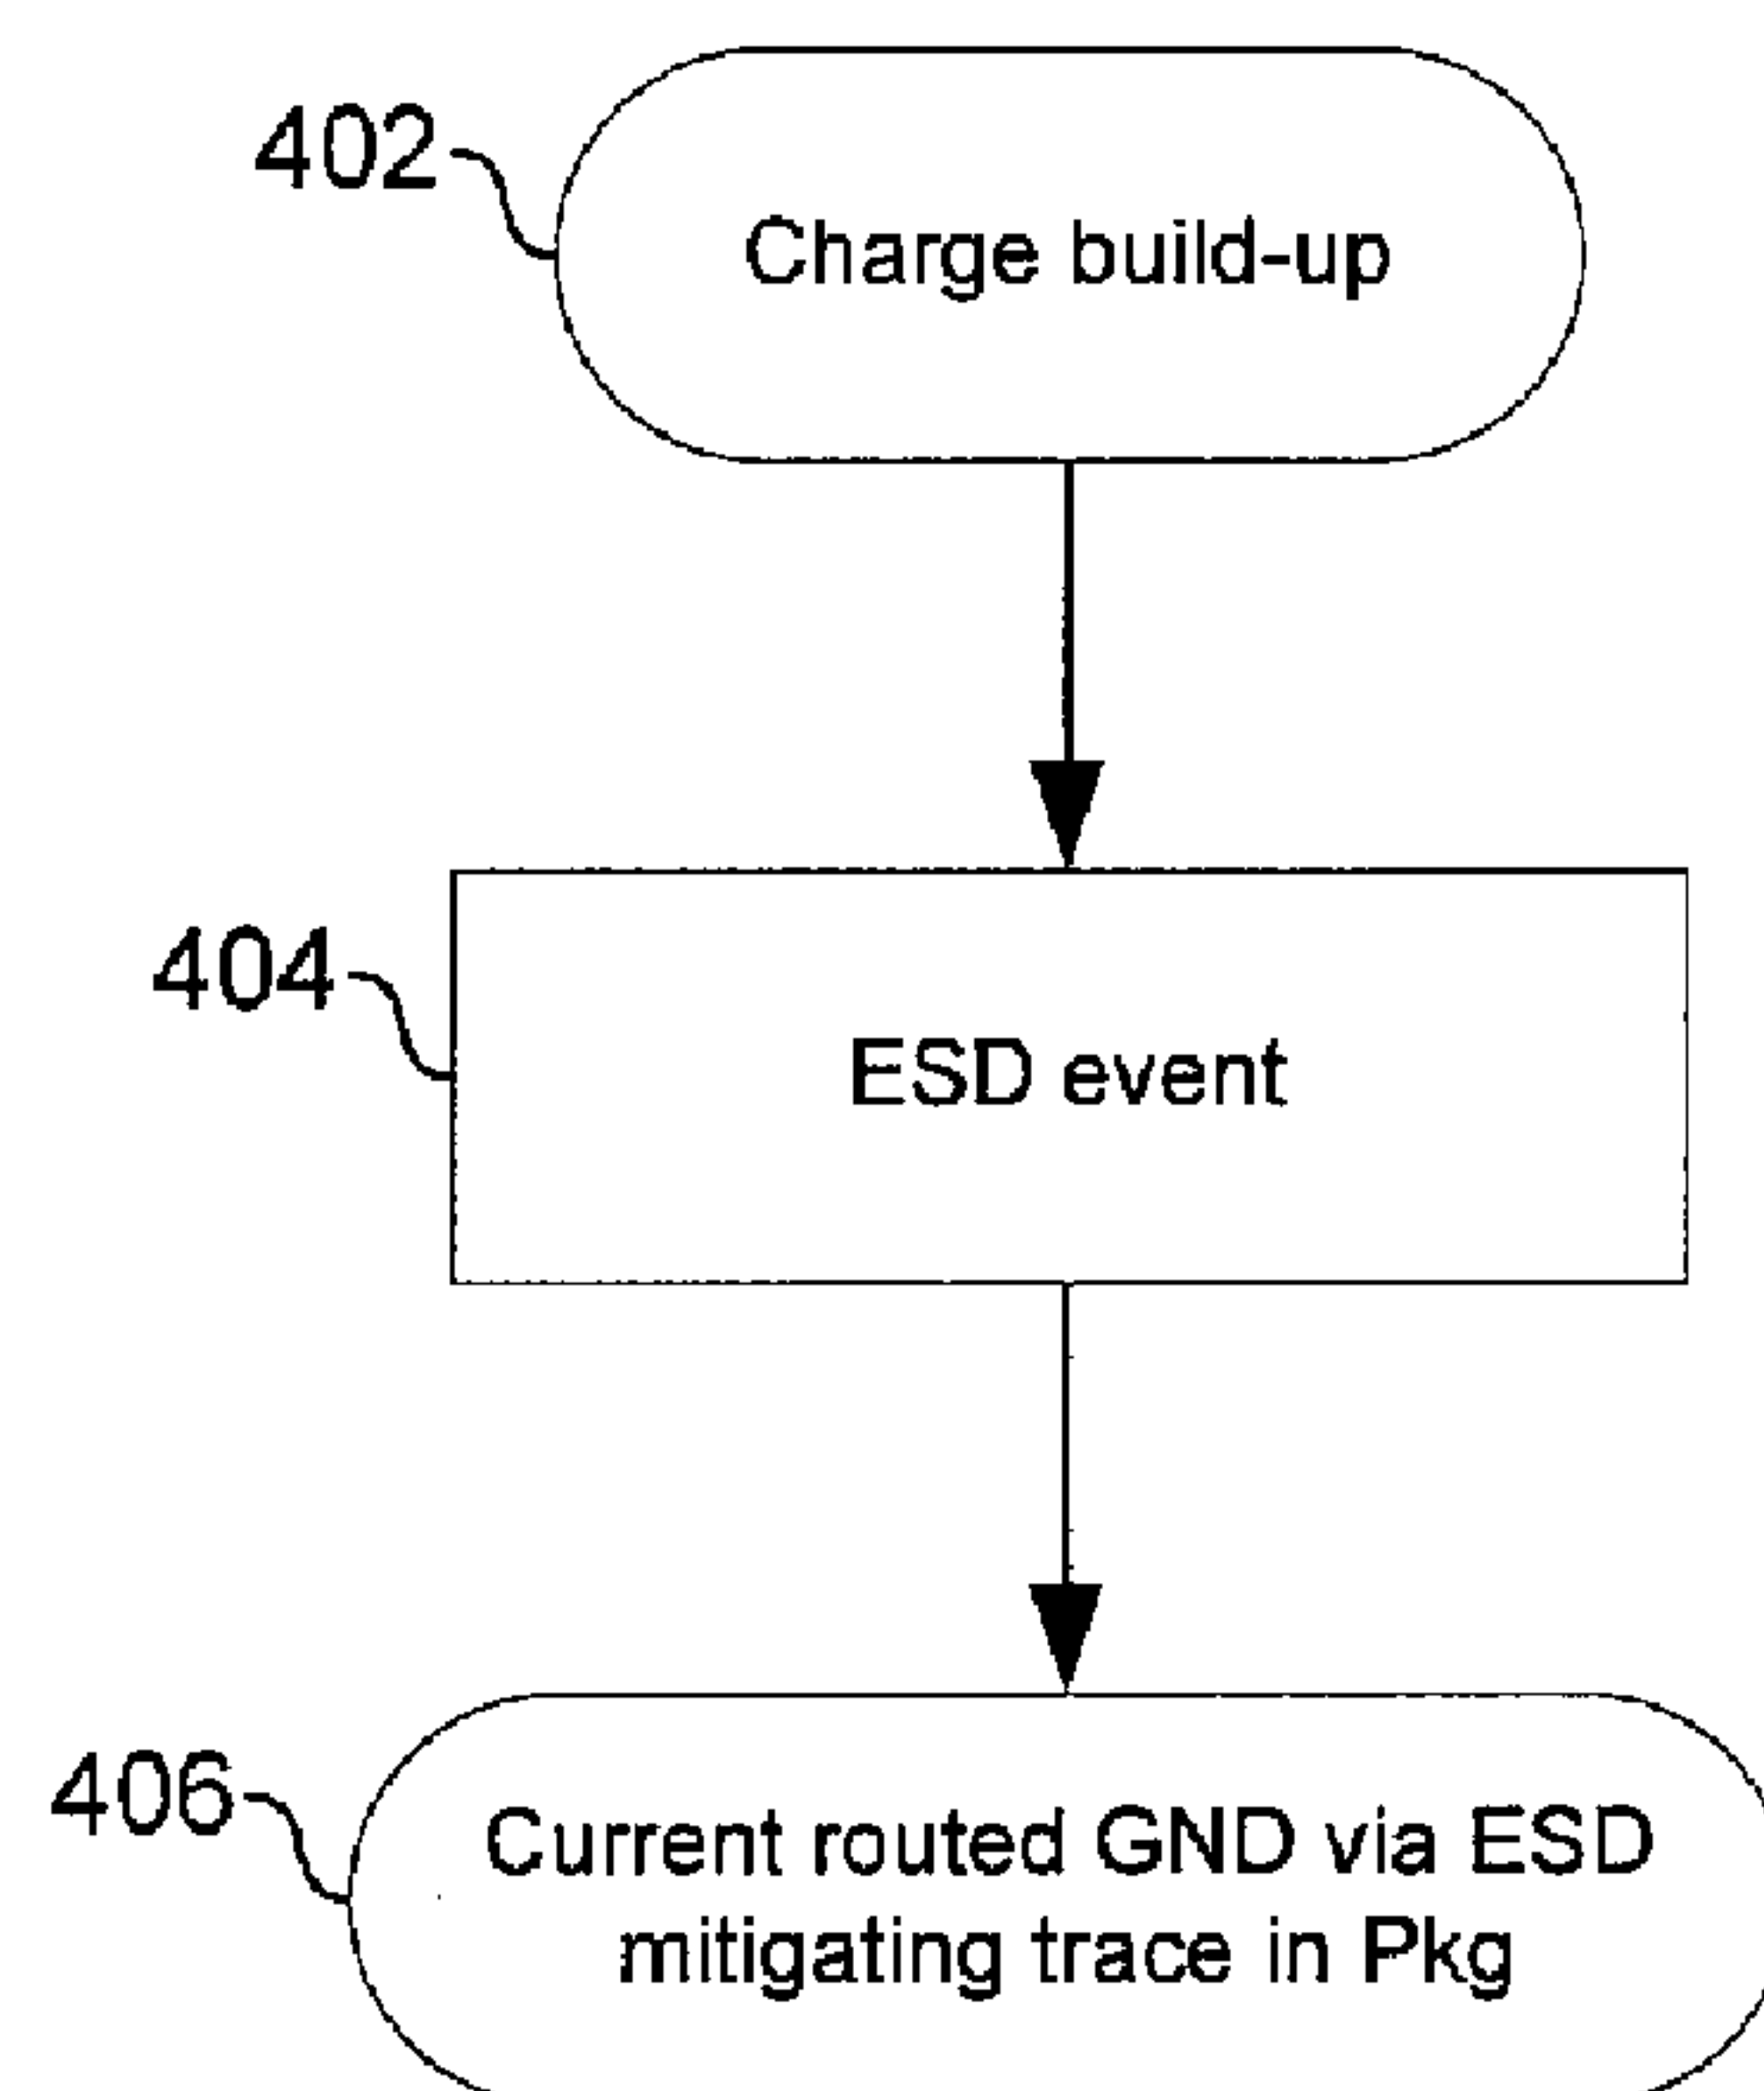 402
Charge build-up
404
ESD event
406
Current routed GND via ESD
mitigating trace in Pkg